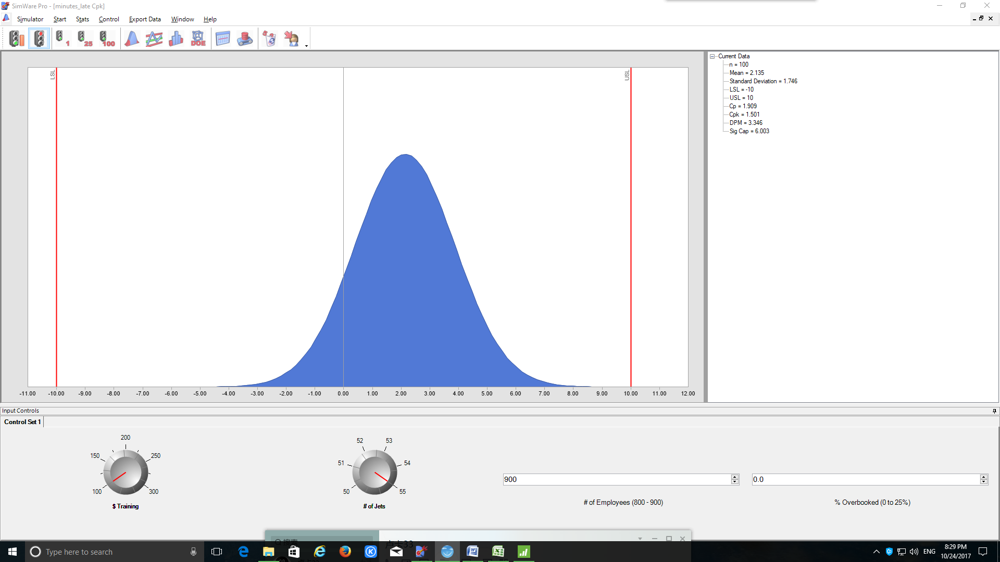 SimWare Pro - [minutes_late Cpk]
Simulator Start Stats Control Export Data Window Help
1 25 100 DOE
LSL
USL
Current Data
n = 100
Mean = 2.135
Standard Deviation = 1.746
LSL = -10
USL = 10
Cp = 1.909
Cpk = 1.501
DPM = 3.346
Sig Cap = 6.003
-11.00 -10.00 -9.00 -8.00 -7.00 -6.00 -5.00 -4.00 -3.00 -2.00 -1.00 0.00 1.00 2.00 3.00 4.00 5.00 6.00 7.00 8.00 9.00 10.00 11.00 12.00
Input Controls
Control Set 1
200
150 250
100 300
$ Training
52 53
51 54
50 55
# of Jets
900
# of Employees (800 - 900)
0.0
% Overbooked (0 to 25%)
搜索
卢卡33
Type here to search
ENG
8:29 PM
10/24/2017